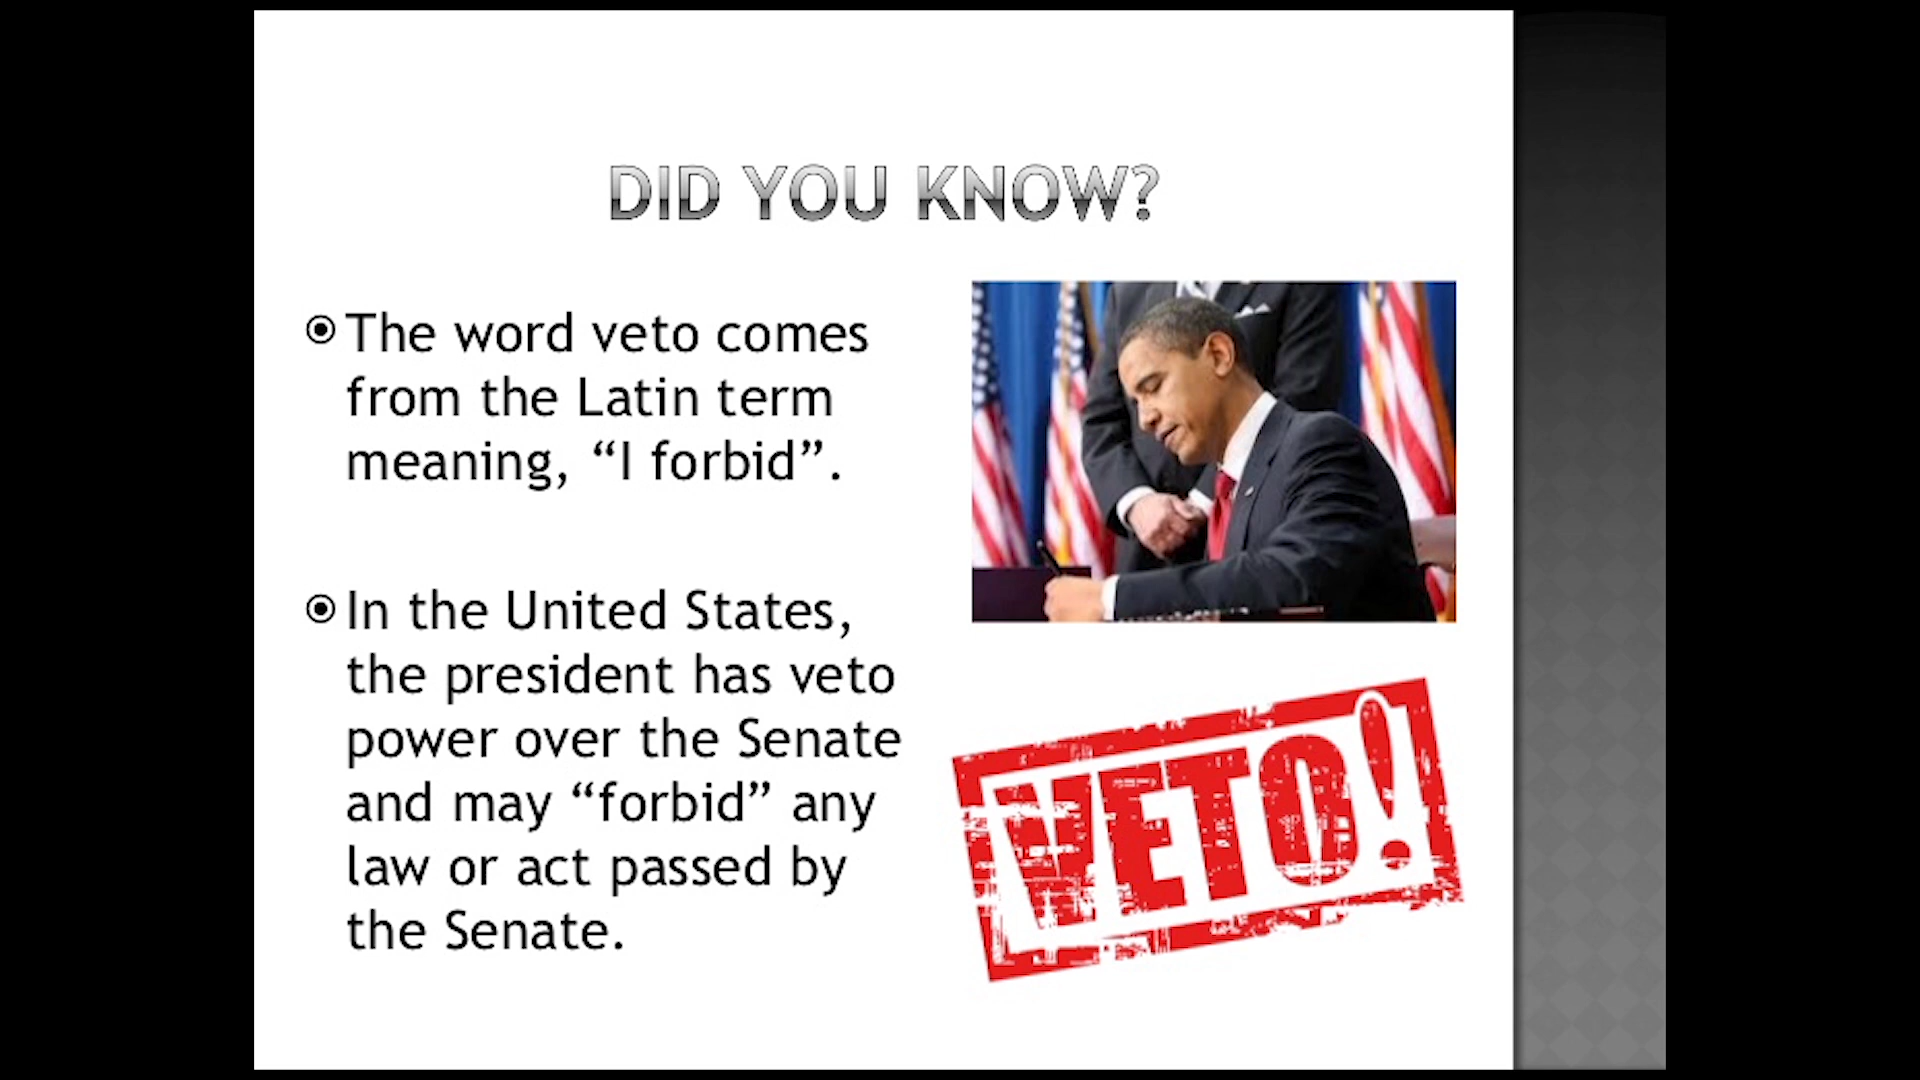 DID YOU KNOW?
The word veto comes
from the Latin term
meaning, “I forbid”.
In the United States,
the president has veto
power over the Senate
and may “forbid” any
law or act passed by
the Senate.
VETO!